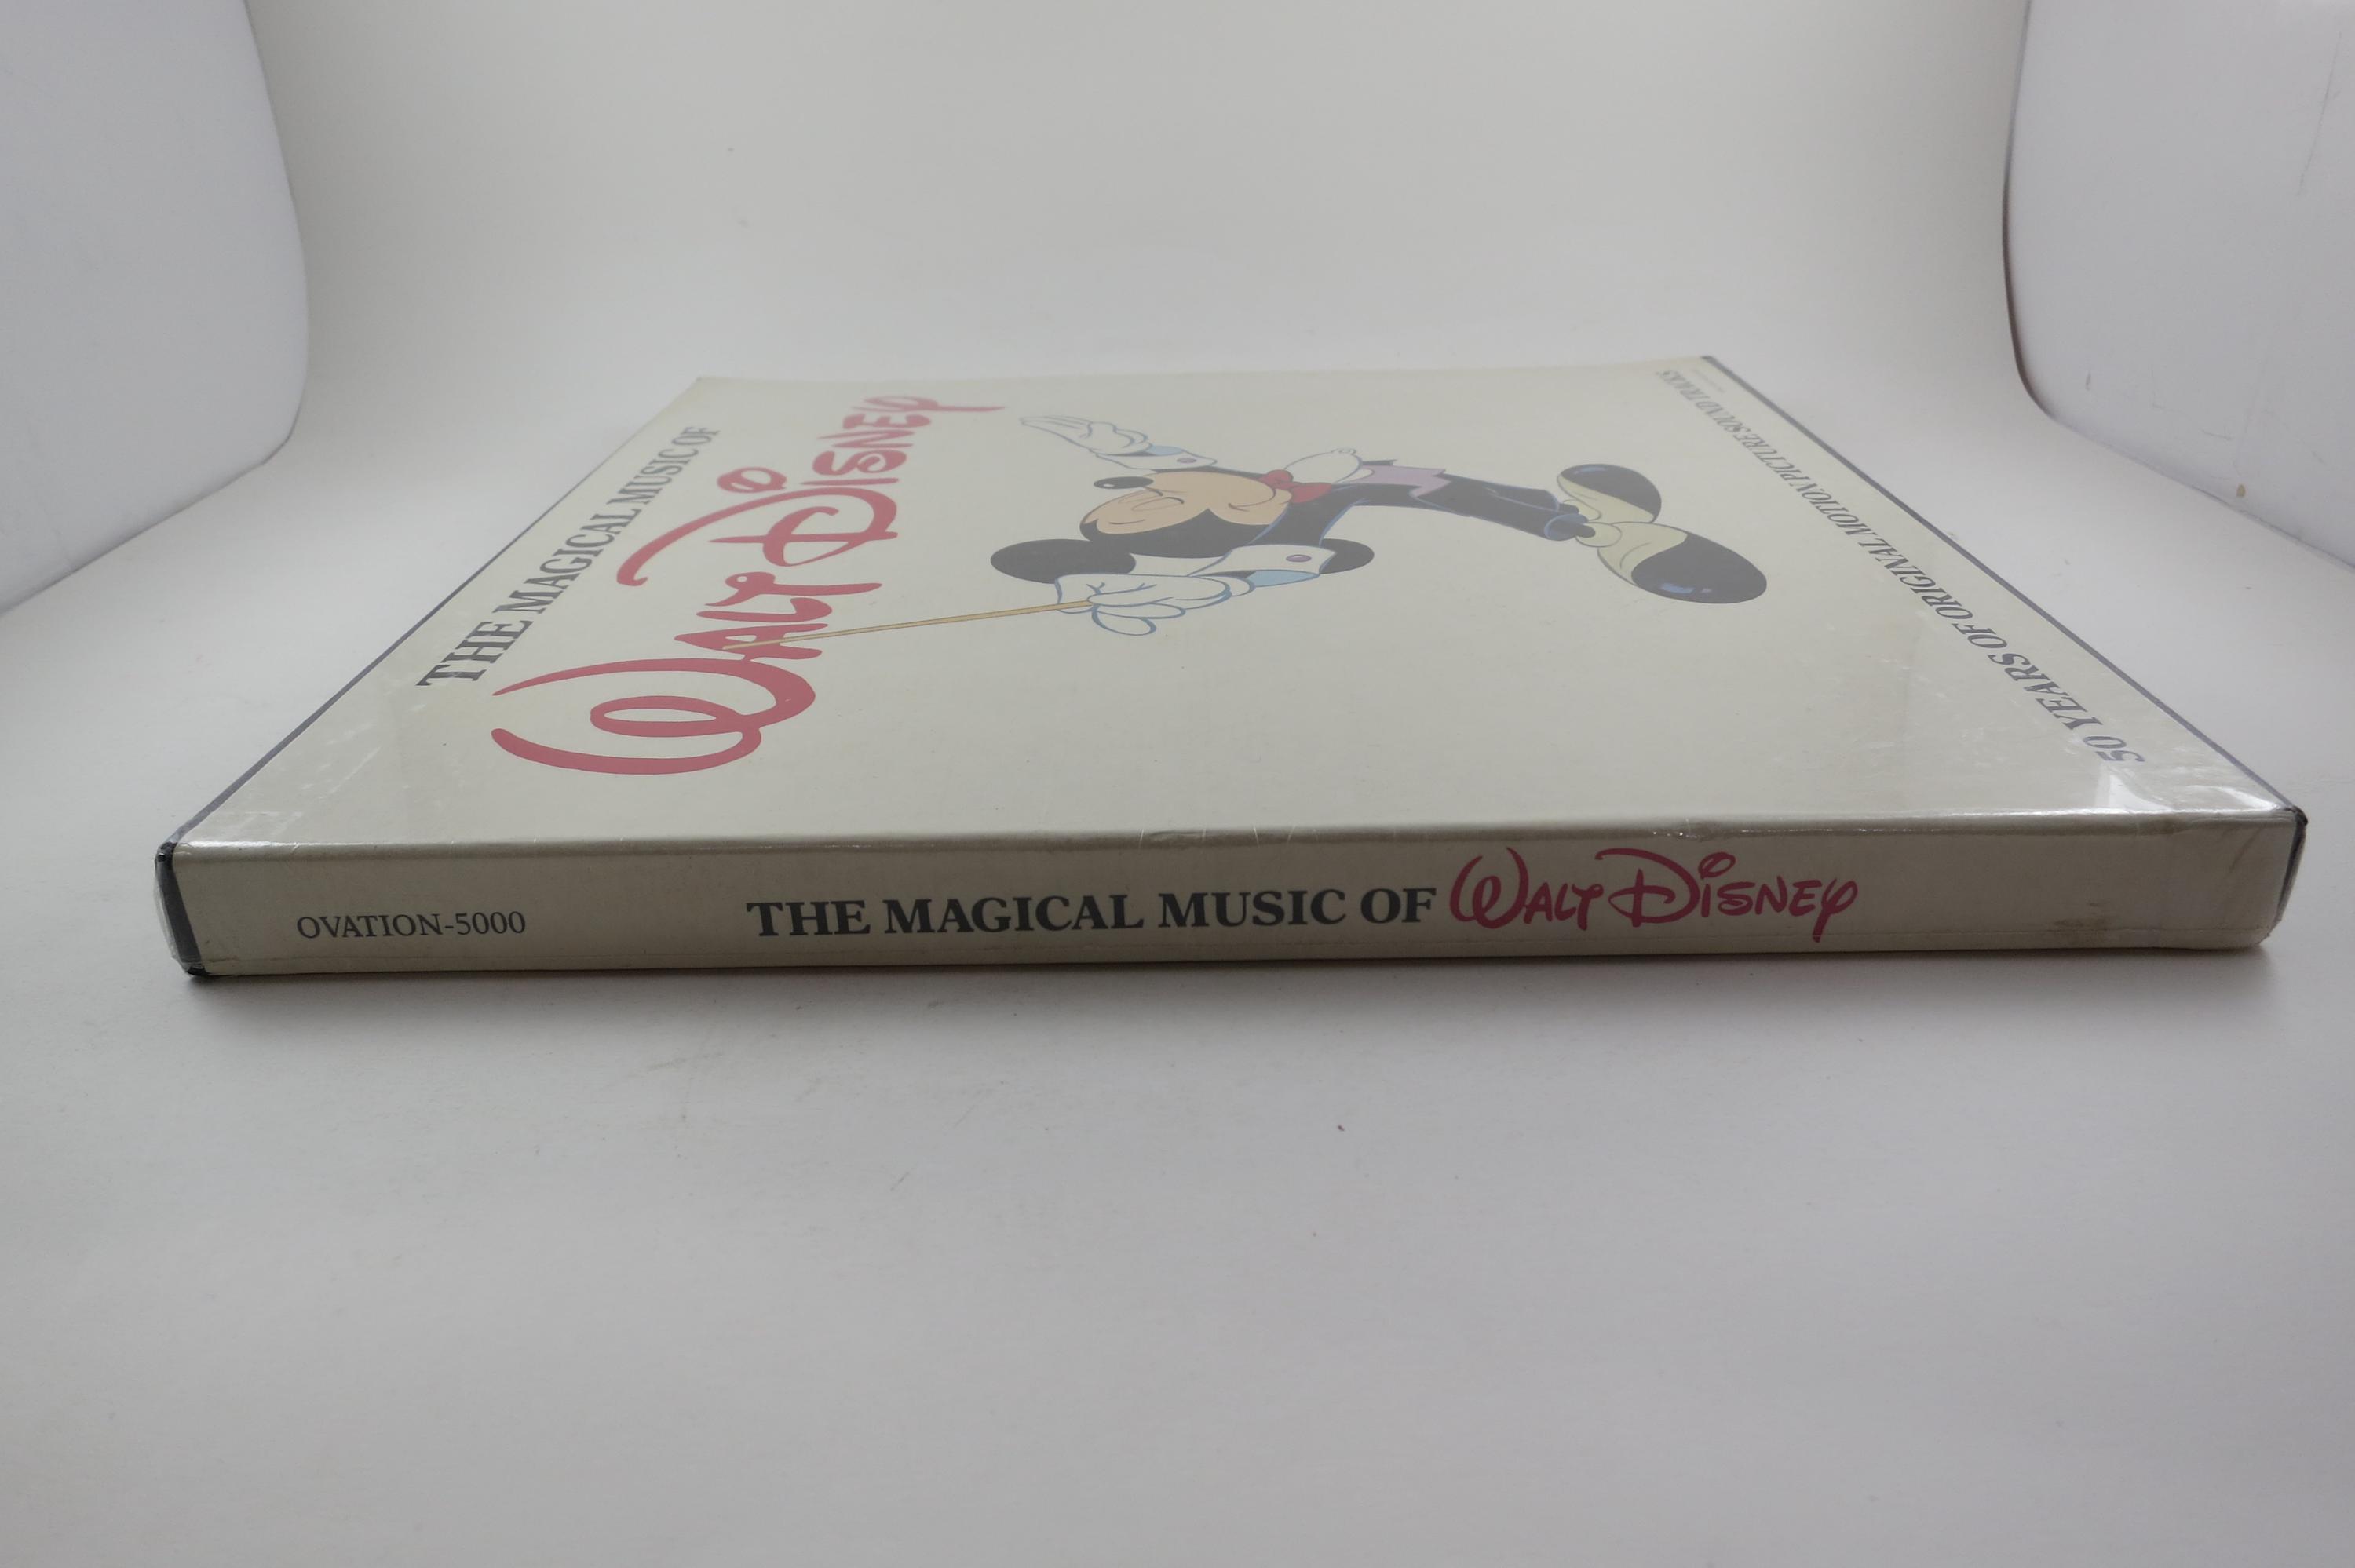 THE MAGICAL MUSIC OF
WALT DISNEY
50 YEARS OF ORIGINAL MOTION PICTURE SOUND TRACKS
OVATION-5000
THE MAGICAL MUSIC OF WALT DISNEY